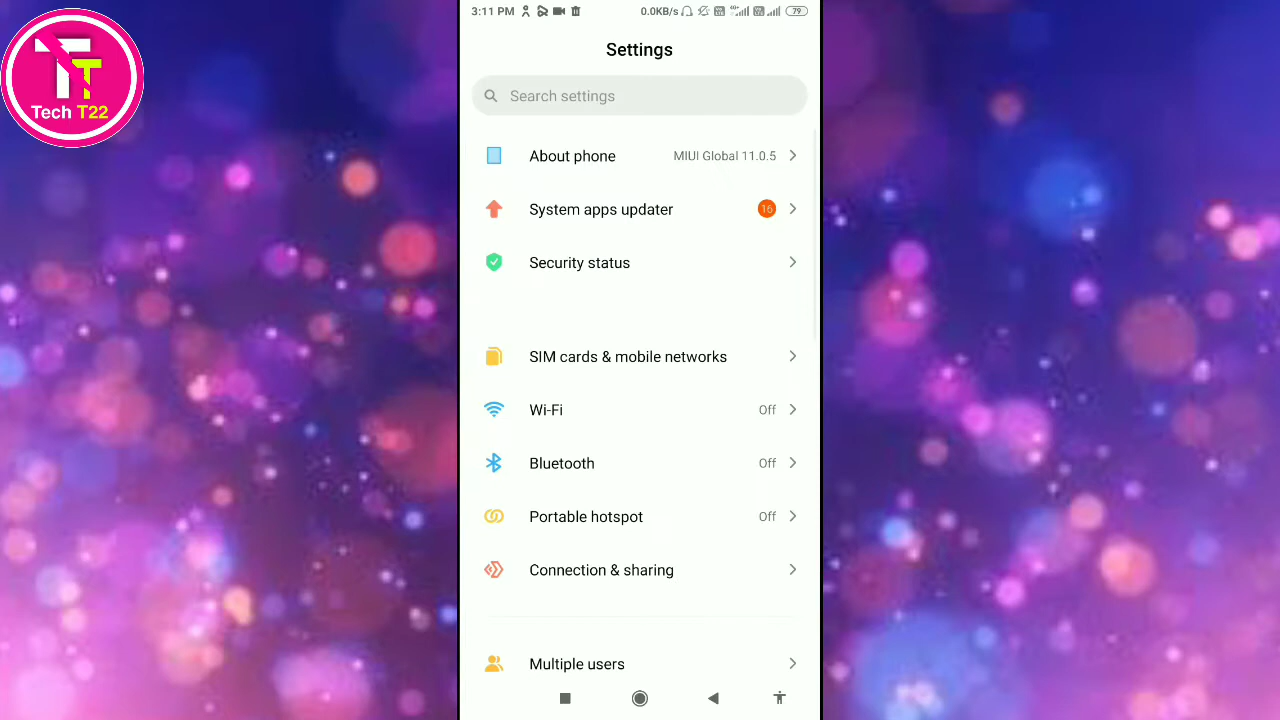 Tech T22
3:11 PM 0.0KB/s 4G+ 79
Settings
Search settings
About phone MIUI Global 11.0.5
System apps updater 16
Security status
SIM cards & mobile networks
Wi-Fi Off
Bluetooth Off
Portable hotspot Off
Connection & sharing
Multiple users